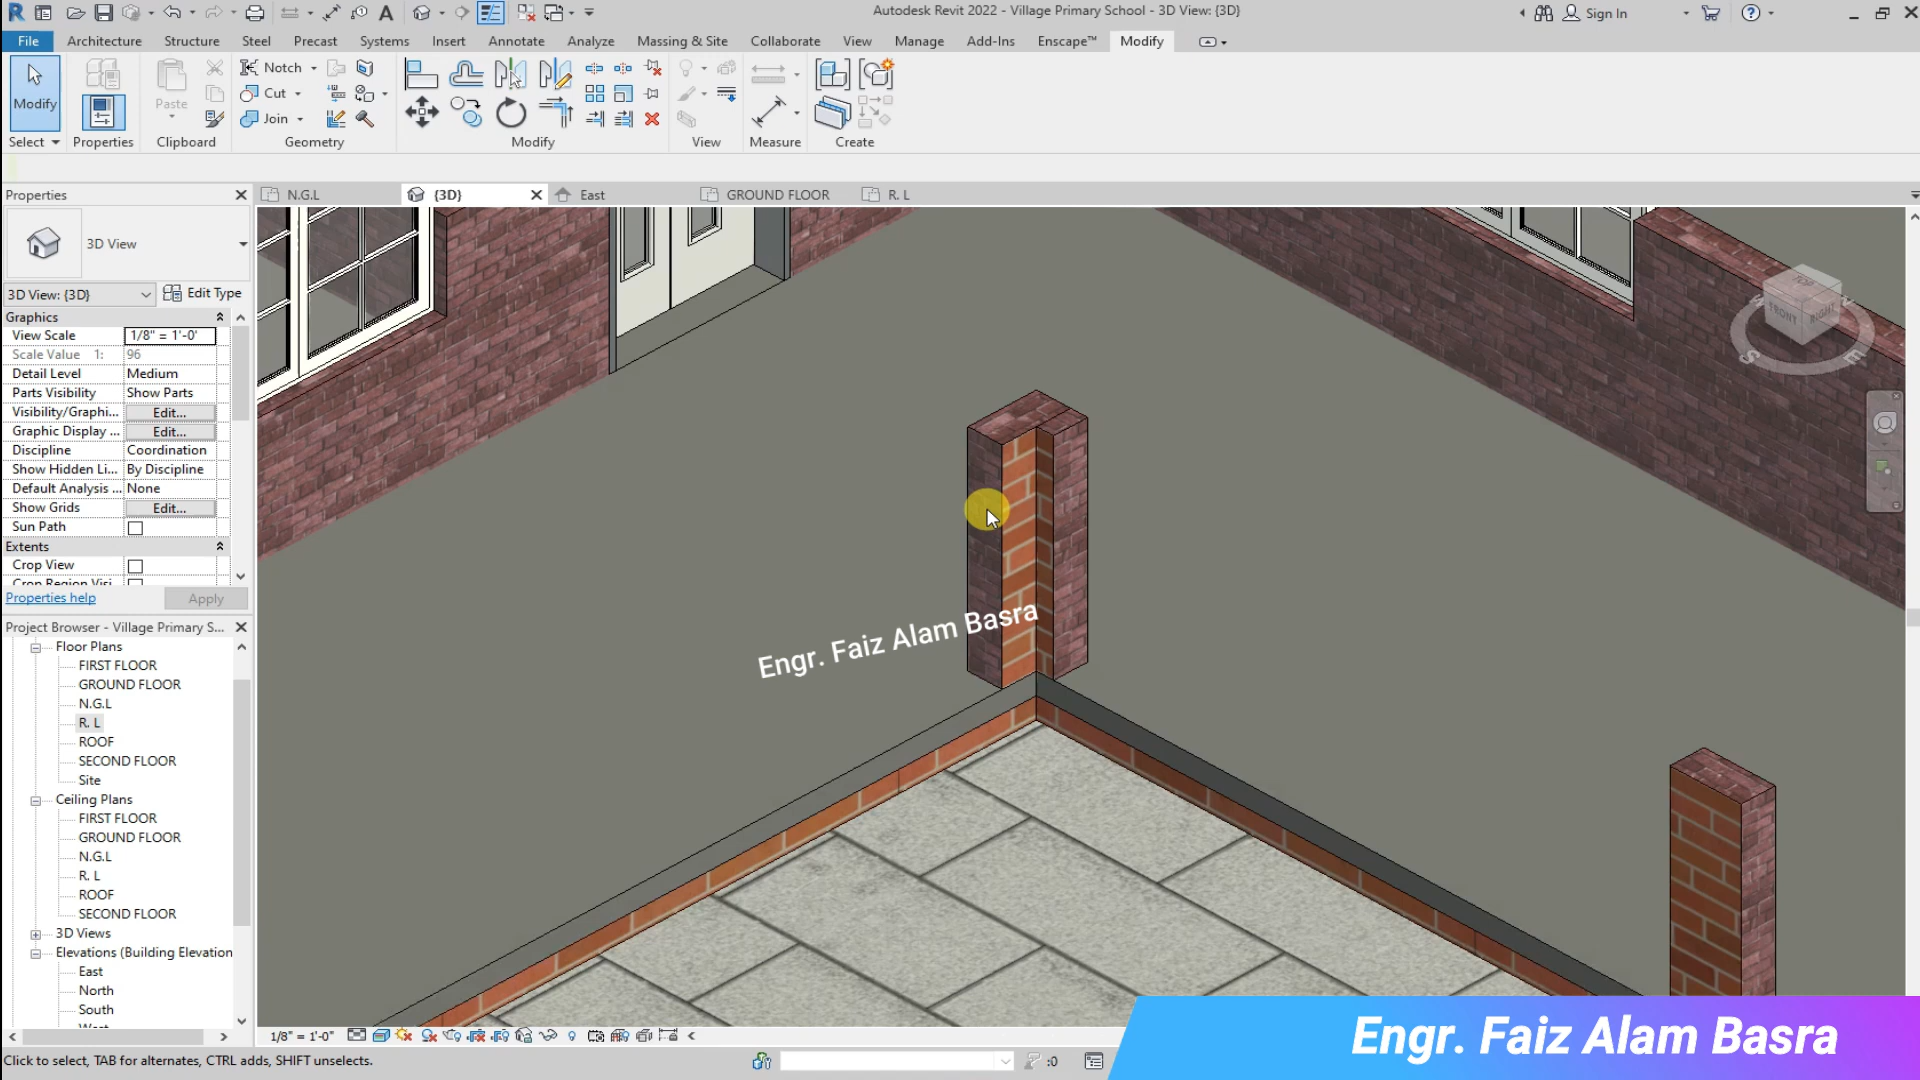 Autodesk Revit 2022 - Village Primary School - 3D View: {3D}
Sign In
File Architecture Structure Steel Precast Systems Insert Annotate Analyze Massing & Site Collaborate View Manage Add-Ins Enscape™ Modify
Modify
Paste
Notch
Cut
Join
Select Properties Clipboard Geometry Modify View Measure Create
Properties
N.G.L {3D} East GROUND FLOOR R. L
3D View
3D View: {3D} Edit Type
Graphics
View Scale 1/8" = 1'-0'
Scale Value 1: 96
Detail Level Medium
Parts Visibility Show Parts
Visibility/Graphi... Edit...
Graphic Display ... Edit...
Discipline Coordination
Show Hidden Li... By Discipline
Default Analysis ... None
Show Grids Edit...
Sun Path
Extents
Crop View
Crop Region Visi
Properties help Apply
Project Browser - Village Primary S...
Floor Plans
FIRST FLOOR
GROUND FLOOR
N.G.L
R. L
ROOF
SECOND FLOOR
Site
Ceiling Plans
FIRST FLOOR
GROUND FLOOR
N.G.L
R. L
ROOF
SECOND FLOOR
3D Views
Elevations (Building Elevation
East
North
South
West
TOP
FRONT
RIGHT
S
E
Engr. Faiz Alam Basra
1/8" = 1'-0"
Click to select, TAB for alternates, CTRL adds, SHIFT unselects.
:0
Engr. Faiz Alam Basra